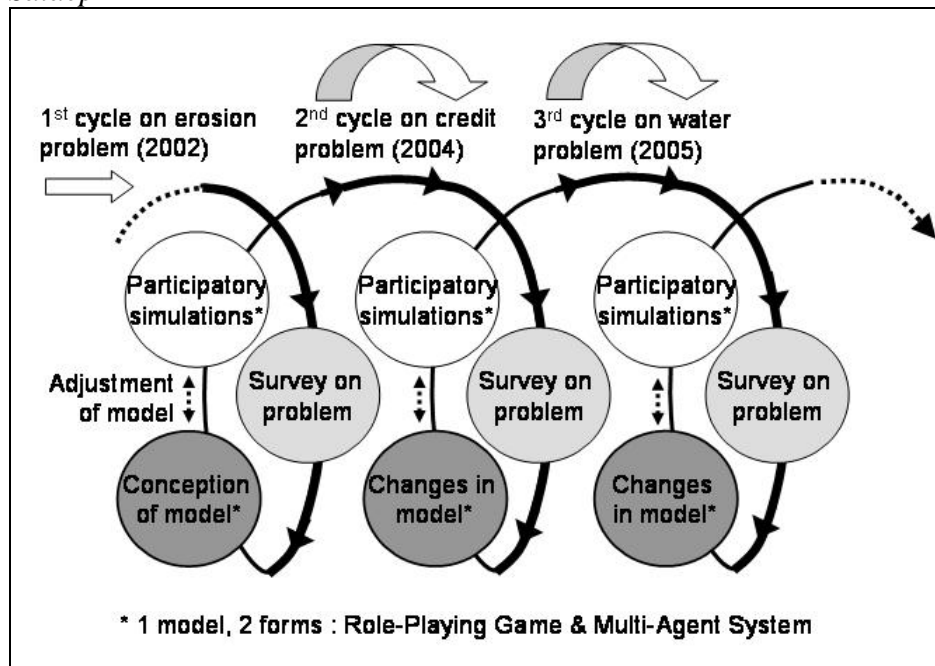 1st cycle on erosion
problem (2002)
2nd cycle on credit
problem (2004)
3rd cycle on water
problem (2005)
Participatory
simulations*
Participatory
simulations*
Participatory
simulations*
Adjustment
of model
Survey on
problem
Survey on
problem
Survey on
problem
Conception
of model*
Changes in
model*
Changes
in model*
* 1 model, 2 forms : Role-Playing Game & Multi-Agent System